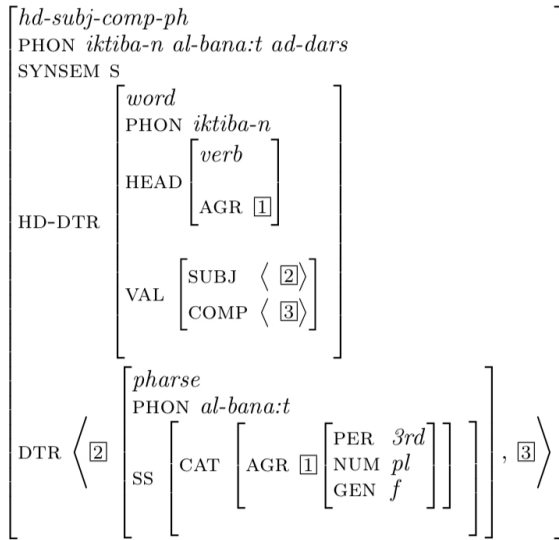 hd-subj-comp-ph
PHON iktiba-n al-bana:t ad-dars
SYNSEM S
word
PHON iktiba-n
verb
HEAD
AGR 1
HD-DTR
SUBJ ⟨ 2⟩
VAL
COMP ⟨ 3⟩
pharse
PHON al-bana:t
PER 3rd
DTR ⟨ 2 SS CAT AGR 1 NUM pl , 3 ⟩
GEN f